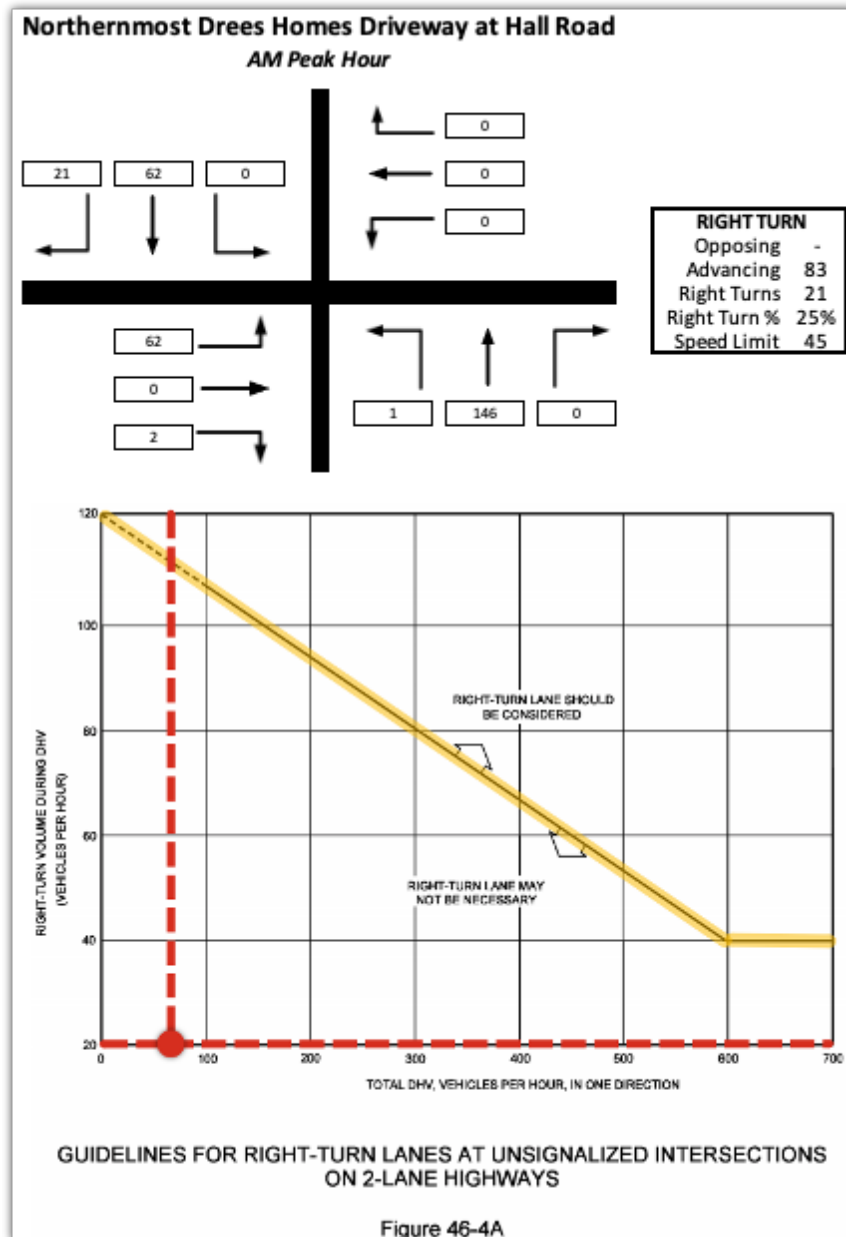 Northernmost Drees Homes Driveway at Hall Road
AM Peak Hour
0
21 62 0
0
0
RIGHT TURN
Opposing -
Advancing 83
Right Turns 21
Right Turn % 25%
Speed Limit 45
62
0
2
1 146 0
120
100
80
60
40
20
RIGHT-TURN VOLUME DURING DHV
(VEHICLES PER HOUR)
RIGHT-TURN LANE SHOULD
BE CONSIDERED
RIGHT-TURN LANE MAY
NOT BE NECESSARY
0 100 200 300 400 500 600 700
TOTAL DHV, VEHICLES PER HOUR, IN ONE DIRECTION
GUIDELINES FOR RIGHT-TURN LANES AT UNSIGNALIZED INTERSECTIONS
ON 2-LANE HIGHWAYS
Figure 46-4A